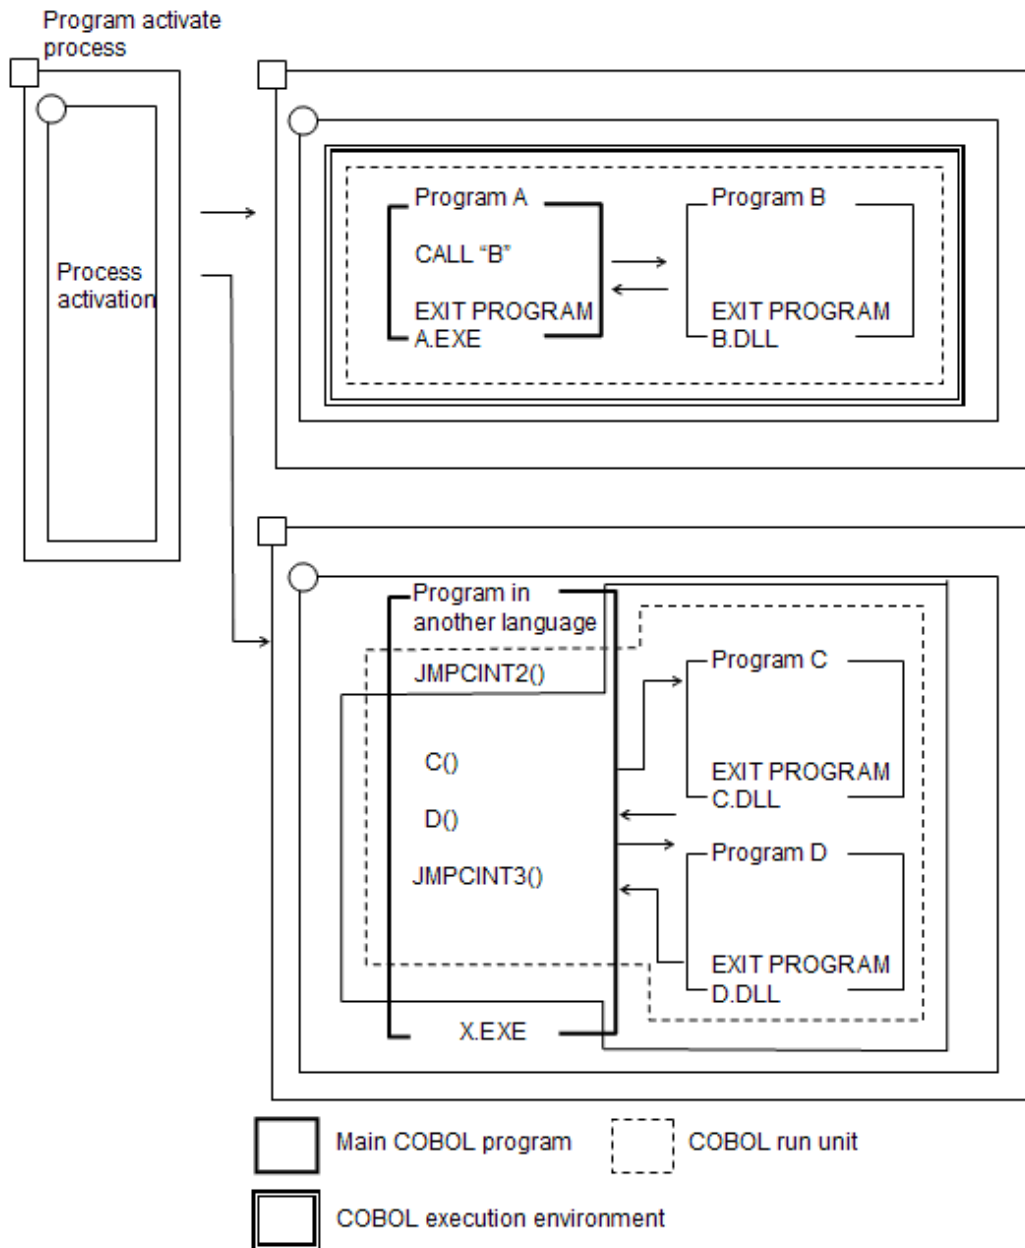 Program activate
process
Process
activation
Program A
CALL “B”
EXIT PROGRAM
A.EXE
Program B
EXIT PROGRAM
B.DLL
Program in
another language
JMPCINT2()
C()
D()
JMPCINT3()
X.EXE
Program C
EXIT PROGRAM
C.DLL
Program D
EXIT PROGRAM
D.DLL
Main COBOL program
COBOL run unit
COBOL execution environment